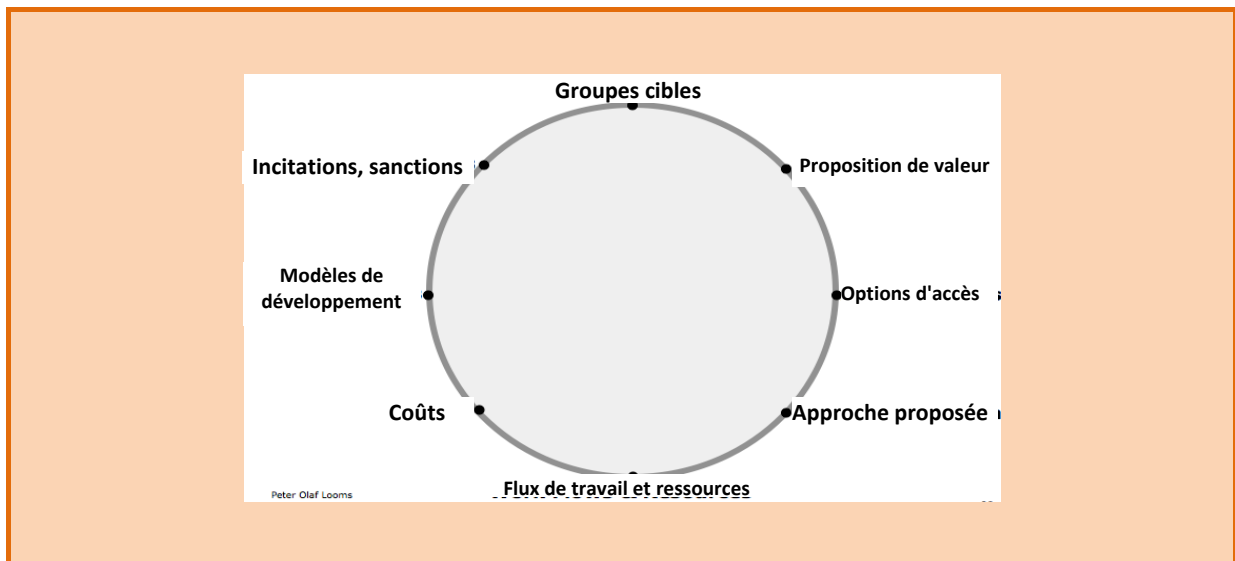 Groupes cibles
Incitations, sanctions
Proposition de valeur
Modèles de
développement
Options d'accès
Coûts
Approche proposée
Flux de travail et ressources
Peter Olaf Looms